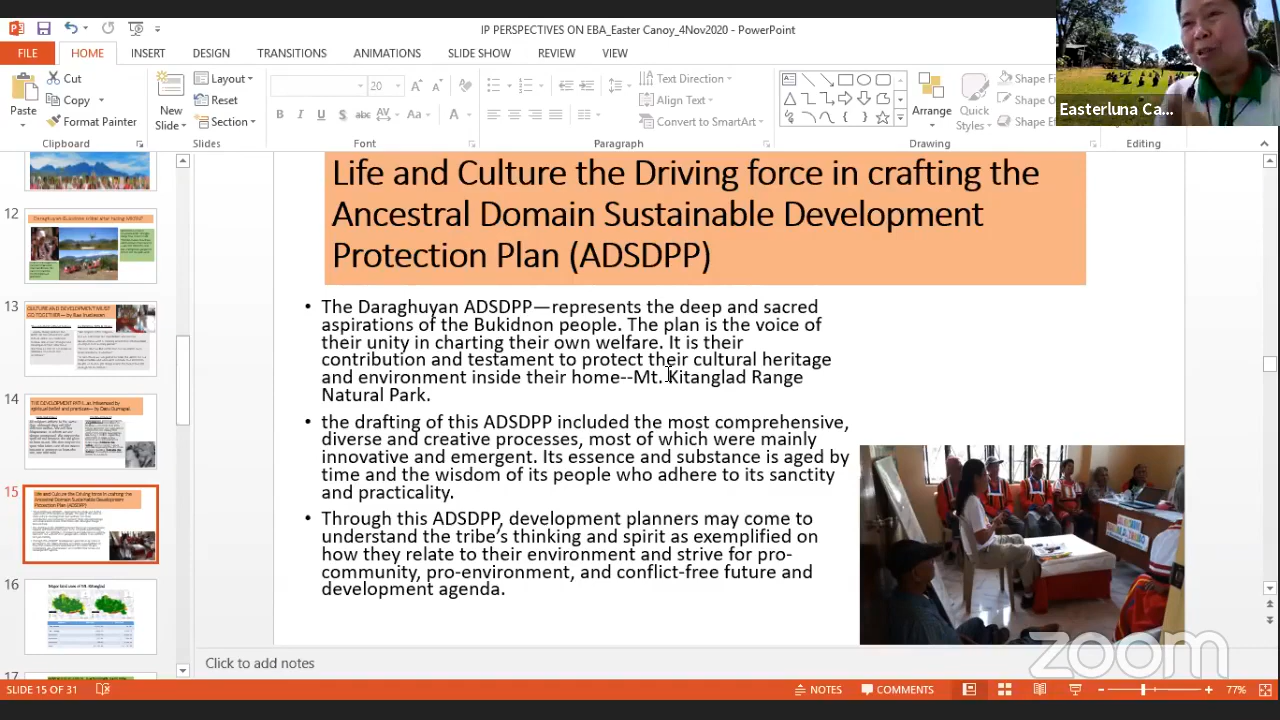 IP PERSPECTIVES ON EBA_Easter Canoy_4Nov2020 - PowerPoint
FILE HOME INSERT DESIGN TRANSITIONS ANIMATIONS SLIDE SHOW REVIEW VIEW
Paste
Cut
Copy
Format Painter
Clipboard
New
Slide
Layout
Reset
Section
Slides
20
B I U S abc AV Aa A
Font
Paragraph
Text Direction
Align Text
Convert to SmartArt
Arrange
Quick
Styles
Shape Fi
Shape O
Shape E
Drawing
Editing
Easterluna Ca...
12
13
14
15
16
17
Life and Culture the Driving force in crafting the
Ancestral Domain Sustainable Development
Protection Plan (ADSDPP)
• The Daraghuyan ADSDPP—represents the deep and sacred
aspirations of the Bukidnon people. The plan is the voice of
their unity in charting their own welfare. It is their
contribution and testament to protect their cultural heritage
and environment inside their home--Mt. Kitanglad Range
Natural Park.
• the drafting of this ADSDPP included the most comprehensive,
diverse and creative processes, most of which were mainly
innovative and emergent. Its essence and substance is aged by
time and the wisdom of its people who adhere to its sanctity
and practicality.
Through this ADSDPP, development planners may come to
understand the tribes' thinking and spirit as exemplified on
how they relate to their environment and strive for pro-
community, pro-environment, and conflict-free future and
development agenda.
zoom
Click to add notes
SLIDE 15 OF 31
NOTES
COMMENTS
77%